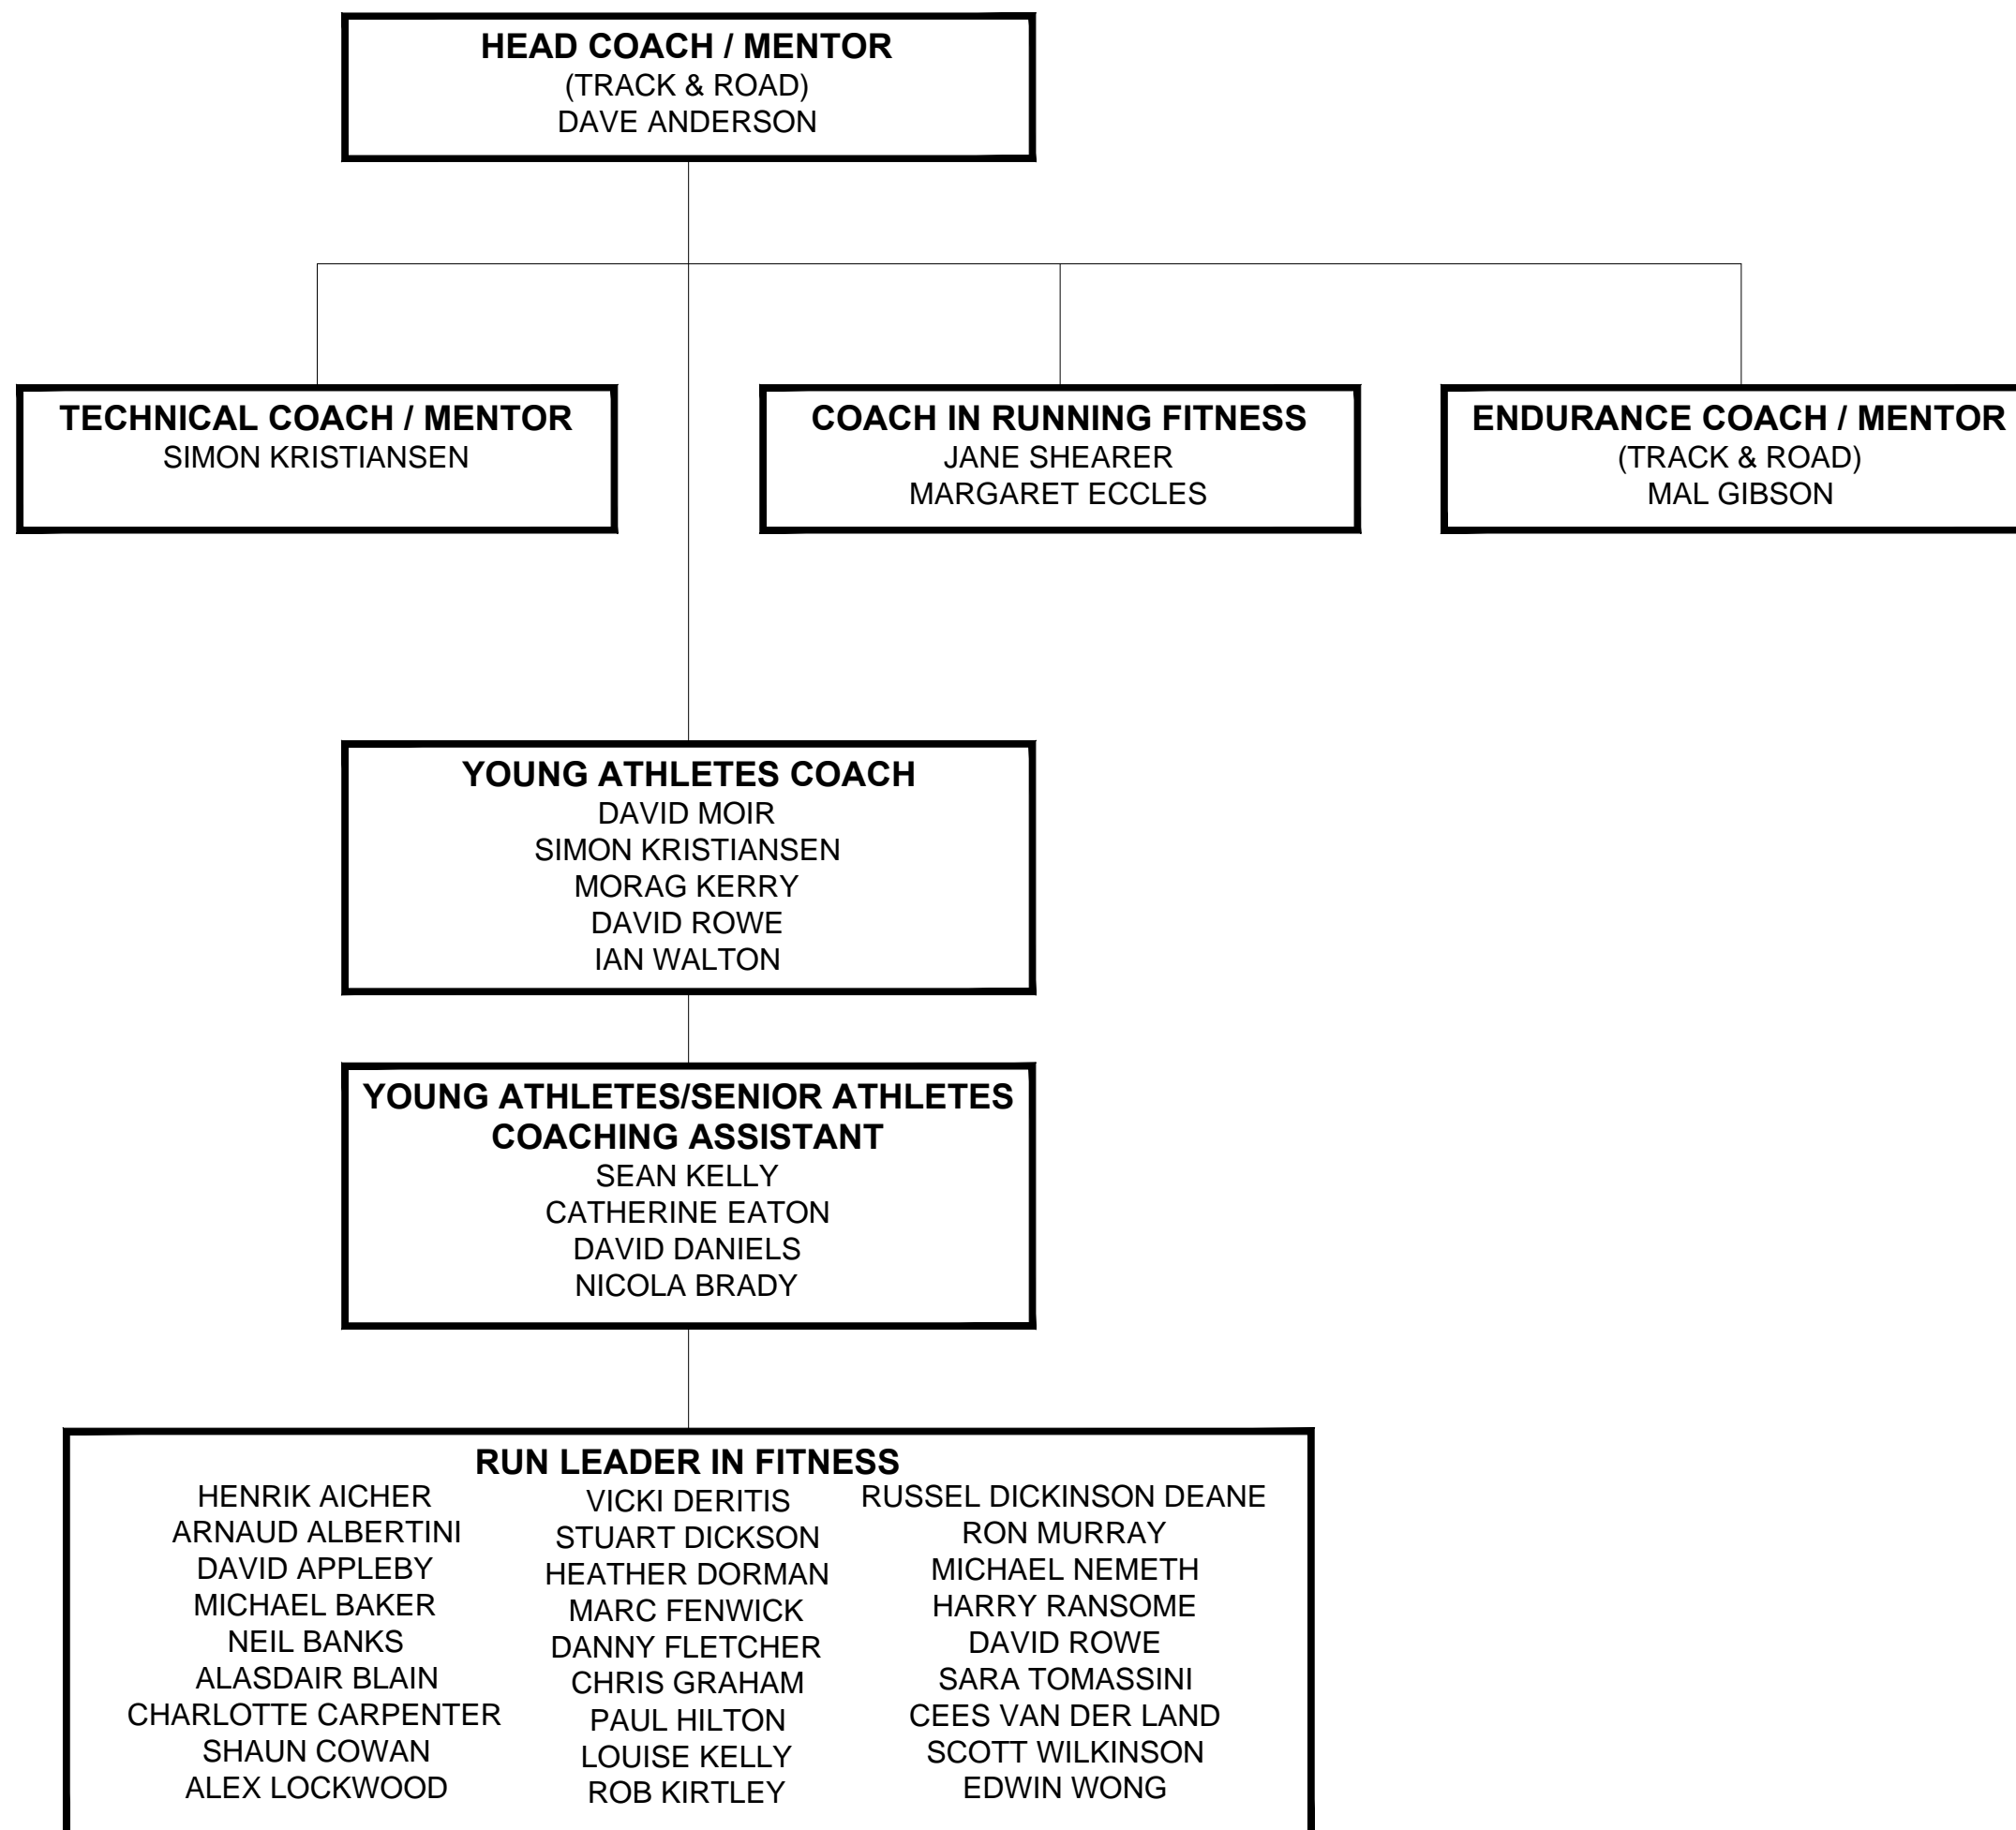 HEAD COACH / MENTOR
(TRACK & ROAD)
DAVE ANDERSON
TECHNICAL COACH / MENTOR
SIMON KRISTIANSEN
COACH IN RUNNING FITNESS
JANE SHEARER
MARGARET ECCLES
ENDURANCE COACH / MENTOR
(TRACK & ROAD)
MAL GIBSON
YOUNG ATHLETES COACH
DAVID MOIR
SIMON KRISTIANSEN
MORAG KERRY
DAVID ROWE
IAN WALTON
YOUNG ATHLETES/SENIOR ATHLETES
COACHING ASSISTANT
SEAN KELLY
CATHERINE EATON
DAVID DANIELS
NICOLA BRADY
RUN LEADER IN FITNESS
HENRIK AICHER
ARNAUD ALBERTINI
DAVID APPLEBY
MICHAEL BAKER
NEIL BANKS
ALASDAIR BLAIN
CHARLOTTE CARPENTER
SHAUN COWAN
ALEX LOCKWOOD
VICKI DERITIS
STUART DICKSON
HEATHER DORMAN
MARC FENWICK
DANNY FLETCHER
CHRIS GRAHAM
PAUL HILTON
LOUISE KELLY
ROB KIRTLEY
RUSSEL DICKINSON DEANE
RON MURRAY
MICHAEL NEMETH
HARRY RANSOME
DAVID ROWE
SARA TOMASSINI
CEES VAN DER LAND
SCOTT WILKINSON
EDWIN WONG